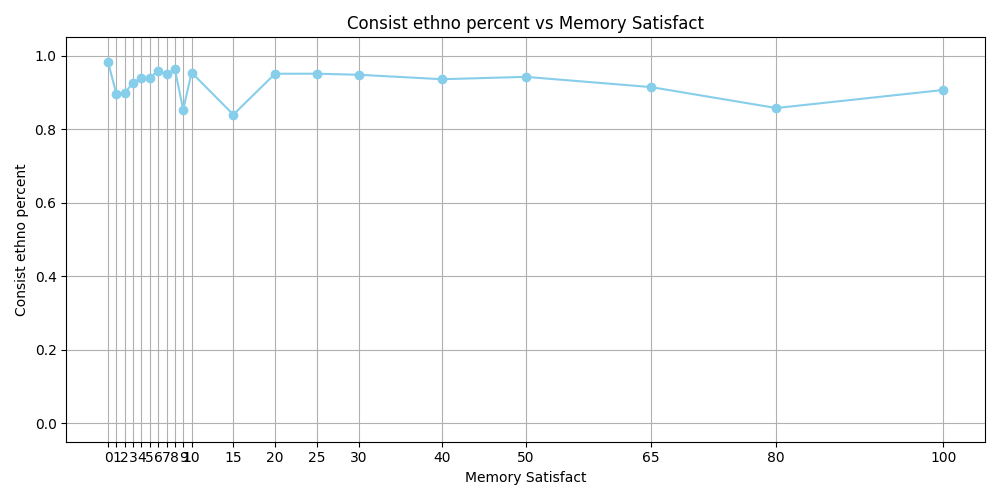 Consist ethno percent vs Memory Satisfact
Consist ethno percent
1.0
0.8
0.6
0.4
0.2
0.0
0 1 2 3 4 5 6 7 8 9 10 15 20 25 30 40 50 65 80 100
Memory Satisfact